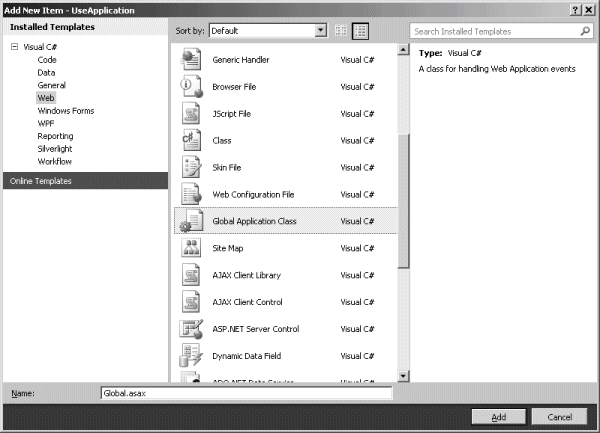 Add New Item - UseApplication
Installed Templates
Visual C#
Code
Data
General
Web
Windows Forms
WPF
Reporting
Silverlight
Workflow
Online Templates
Sort by: Default
Generic Handler Visual C#
Browser File Visual C#
JScript File Visual C#
Class Visual C#
Skin File Visual C#
Web Configuration File Visual C#
Global Application Class Visual C#
Site Map Visual C#
AJAX Client Library Visual C#
AJAX Client Control Visual C#
ASP.NET Server Control Visual C#
Dynamic Data Field Visual C#
ADO.NET Data Service Visual C#
Search Installed Templates
Type: Visual C#
A class for handling Web Application events
Name: Global.asax
Add Cancel